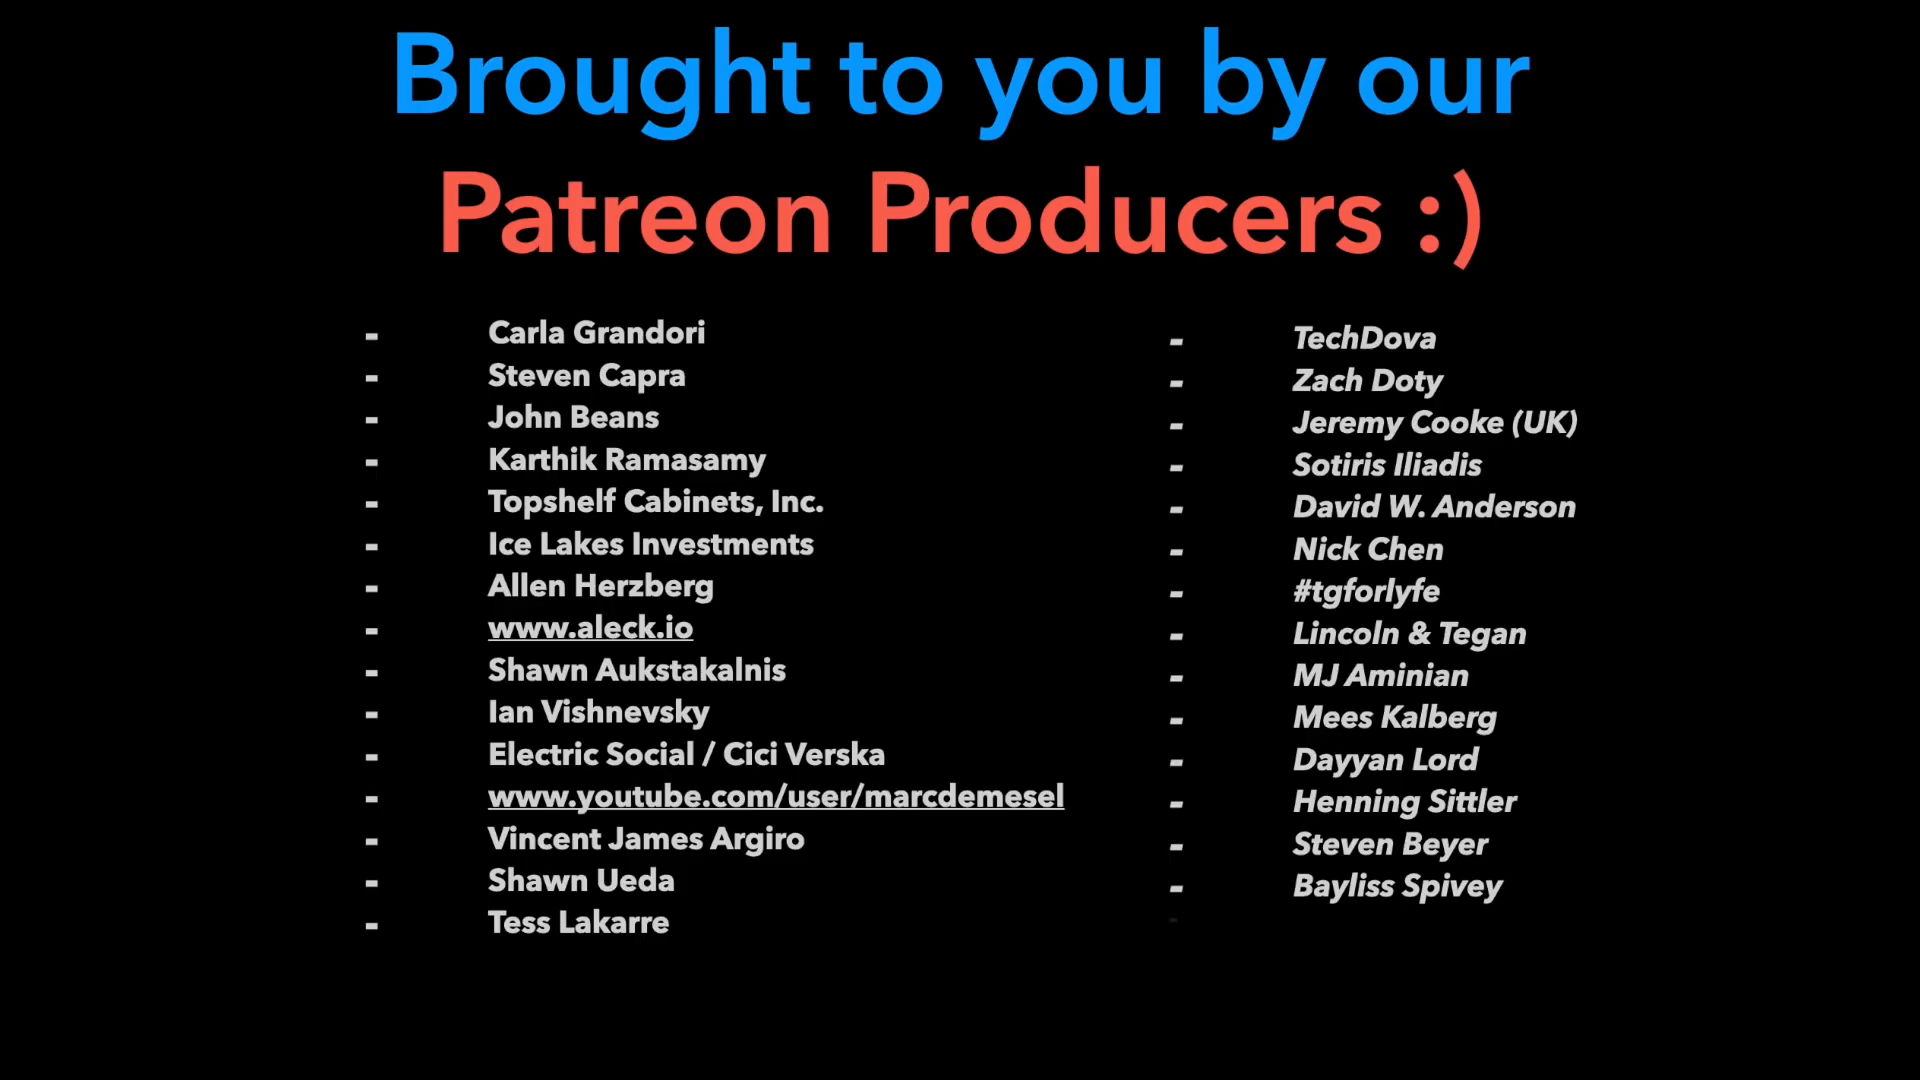 Brought to you by our
Patreon Producers :)
- Carla Grandori
- Steven Capra
- John Beans
- Karthik Ramasamy
- Topshelf Cabinets, Inc.
- Ice Lakes Investments
- Allen Herzberg
- www.aleck.io
- Shawn Aukstakalnis
- Ian Vishnevsky
- Electric Social / Cici Verska
- www.youtube.com/user/marcdemesel
- Vincent James Argiro
- Shawn Ueda
- Tess Lakarre
- TechDova
- Zach Doty
- Jeremy Cooke (UK)
- Sotiris Iliadis
- David W. Anderson
- Nick Chen
- #tgforlyfe
- Lincoln & Tegan
- MJ Aminian
- Mees Kalberg
- Dayyan Lord
- Henning Sittler
- Steven Beyer
- Bayliss Spivey
-